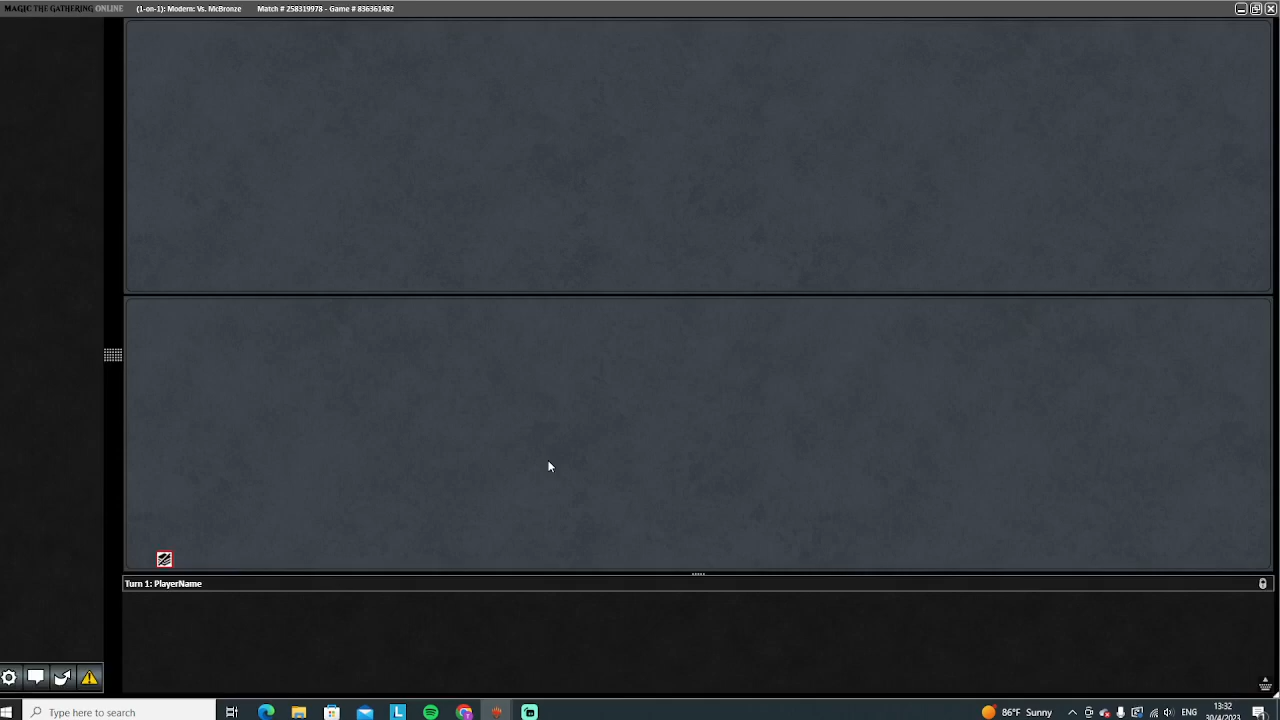 MAGIC THE GATHERING ONLINE (1-on-1): Modern: Vs. McBronze Match # 258319978 - Game # 836361482
Turn 1: PlayerName
Type here to search
L
86°F Sunny
ENG
13:32
30/4/2023